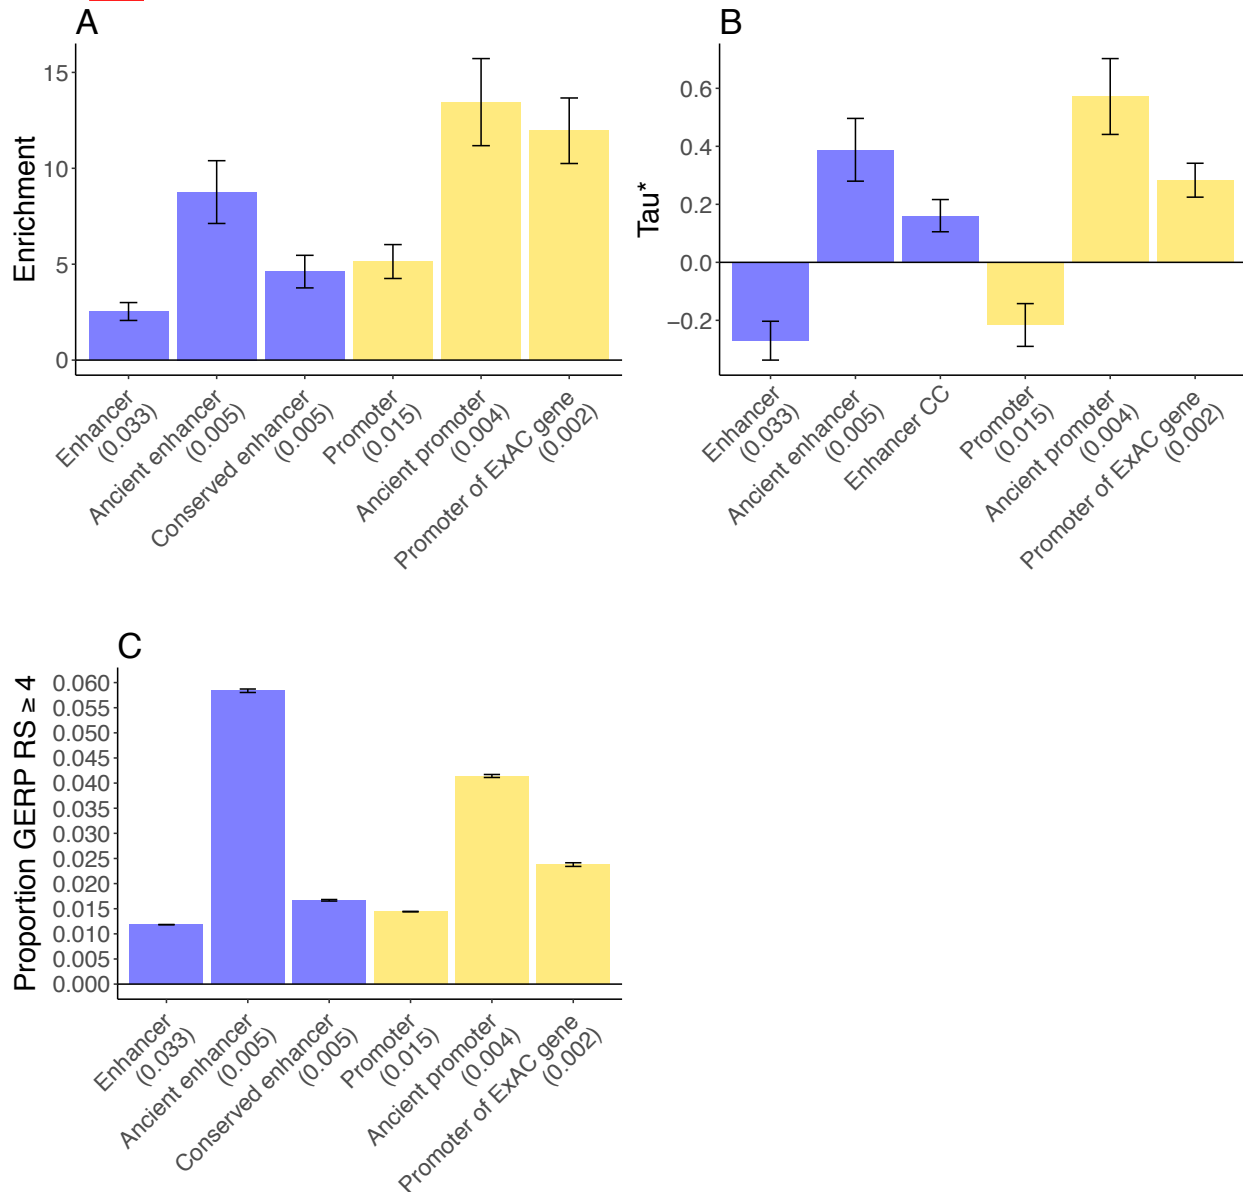 A
Enrichment
15
10
5
0
Enhancer
(0.033)
Ancient enhancer
(0.005)
Conserved enhancer
(0.005)
Promoter
(0.015)
Ancient promoter
(0.004)
Promoter of ExAC gene
(0.002)
B
Tau*
0.6
0.4
0.2
0.0
−0.2
Enhancer
(0.033)
Ancient enhancer
(0.005)
Enhancer CC
Promoter
(0.015)
Ancient promoter
(0.004)
Promoter of ExAC gene
(0.002)
C
Proportion GERP RS ≥ 4
0.060
0.055
0.050
0.045
0.040
0.035
0.030
0.025
0.020
0.015
0.010
0.005
0.000
Enhancer
(0.033)
Ancient enhancer
(0.005)
Conserved enhancer
(0.005)
Promoter
(0.015)
Ancient promoter
(0.004)
Promoter of ExAC gene
(0.002)